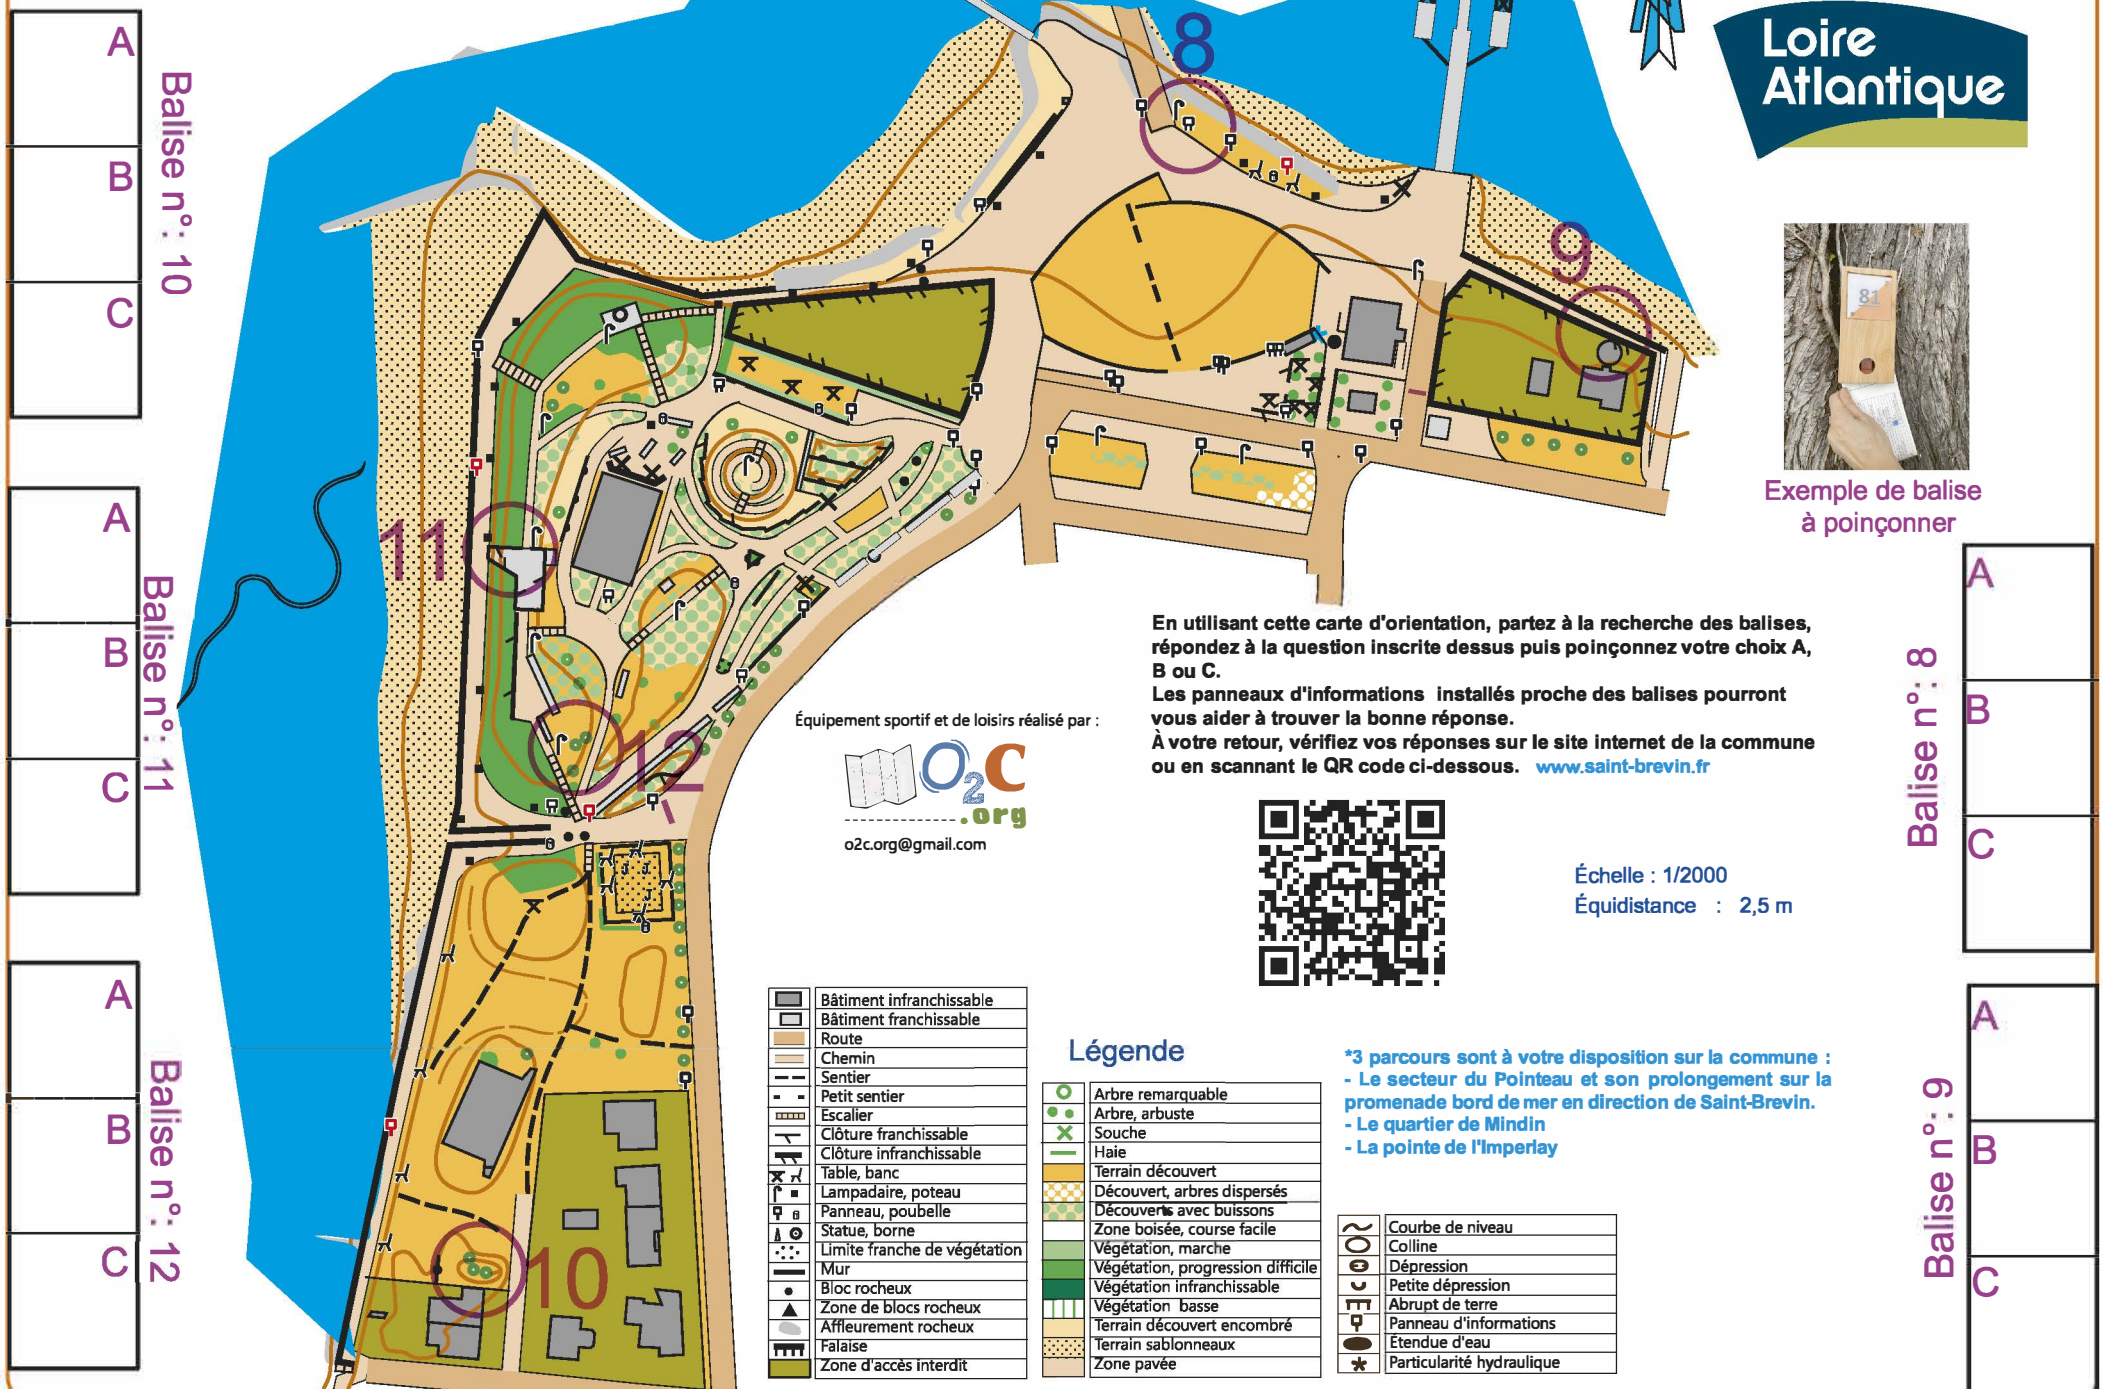 A
B
C
Balise n°: 10
A
B
C
Balise n°: 11
A
B
C
Balise n°: 12
8
9
11
12
10
Loire
Atlantique
81
Exemple de balise
à poinçonner
En utilisant cette carte d'orientation, partez à la recherche des balises,
répondez à la question inscrite dessus puis poinçonnez votre choix A,
B ou C.
Les panneaux d'informations installés proche des balises pourront
vous aider à trouver la bonne réponse.
À votre retour, vérifiez vos réponses sur le site internet de la commune
ou en scannant le QR code ci-dessous. www.saint-brevin.fr
Équipement sportif et de loisirs réalisé par :
O2C
.org
o2c.org@gmail.com
Échelle : 1/2000
Équidistance : 2,5 m
A
B
C
Balise n°: 8
A
B
C
Balise n°: 9
Légende
Bâtiment infranchissable
Bâtiment franchissable
Route
Chemin
Sentier
Petit sentier
Escalier
Clôture franchissable
Clôture infranchissable
Table, banc
Lampadaire, poteau
Panneau, poubelle
Statue, borne
Limite franche de végétation
Mur
Bloc rocheux
Zone de blocs rocheux
Affleurement rocheux
Falaise
Zone d'accès interdit
Arbre remarquable
Arbre, arbuste
Souche
Haie
Terrain découvert
Découvert, arbres dispersés
Découverts avec buissons
Zone boisée, course facile
Végétation, marche
Végétation, progression difficile
Végétation infranchissable
Végétation basse
Terrain découvert encombré
Terrain sablonneaux
Zone pavée
*3 parcours sont à votre disposition sur la commune :
- Le secteur du Pointeau et son prolongement sur la
promenade bord de mer en direction de Saint-Brevin.
- Le quartier de Mindin
- La pointe de l'Imperlay
Courbe de niveau
Colline
Dépression
Petite dépression
Abrupt de terre
Panneau d'informations
Étendue d'eau
Particularité hydraulique